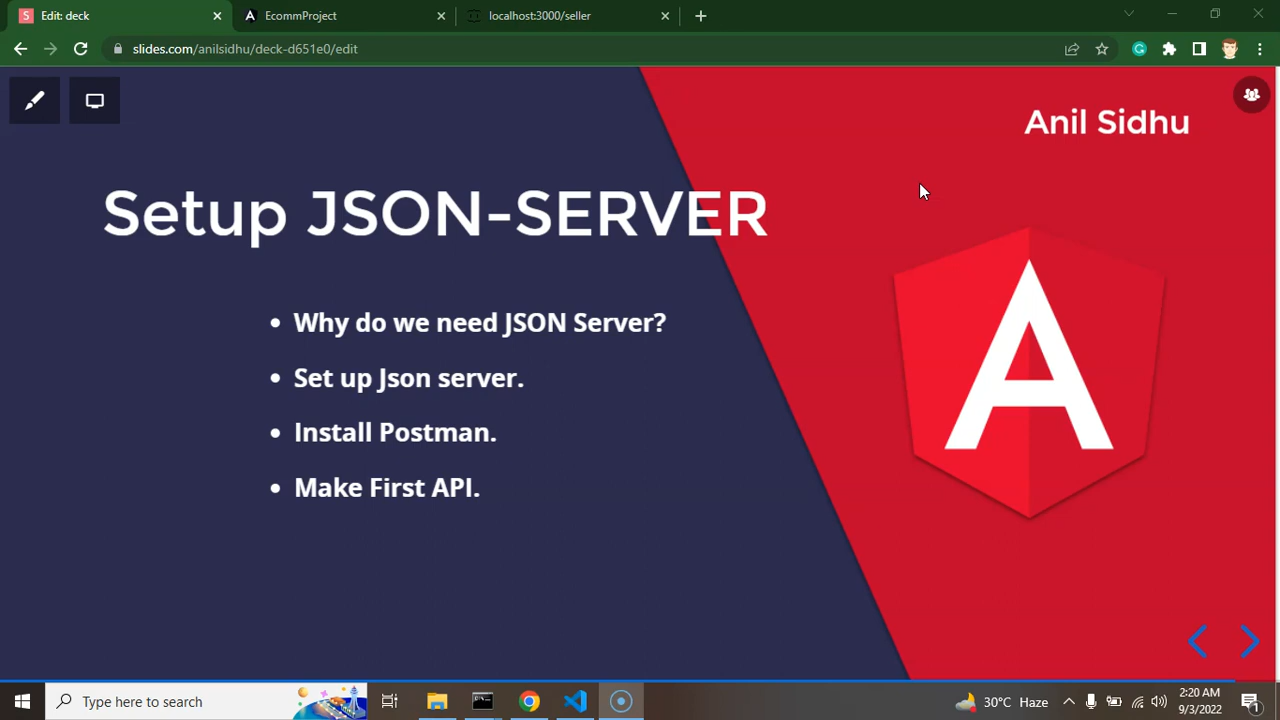 Edit: deck
EcommProject
localhost:3000/seller
slides.com/anilsidhu/deck-d651e0/edit
Anil Sidhu
Setup JSON-SERVER
• Why do we need JSON Server?
• Set up Json server.
• Install Postman.
• Make First API.
Type here to search
30°C Haze
2:20 AM
9/3/2022
1